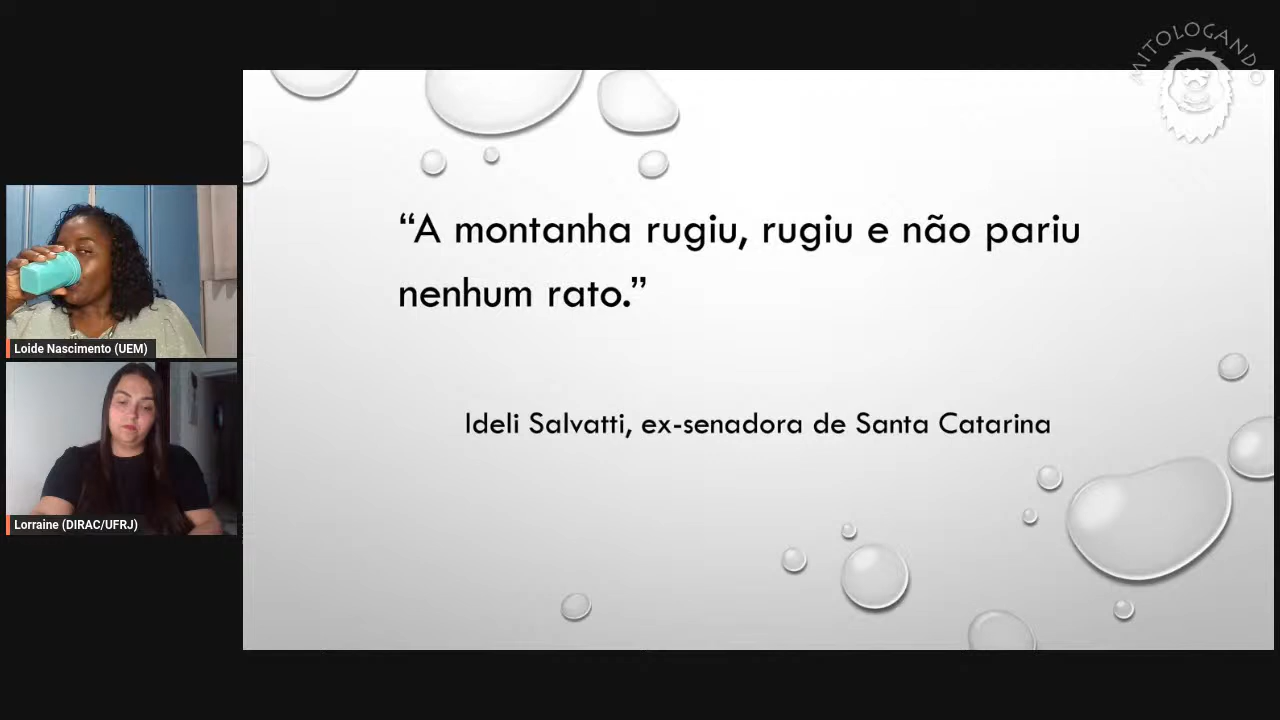 MITOLOGANDO
“A montanha rugiu, rugiu e não pariu
nenhum rato.”
Ideli Salvatti, ex-senadora de Santa Catarina
Loide Nascimento (UEM)
Lorraine (DIRAC/UFRJ)